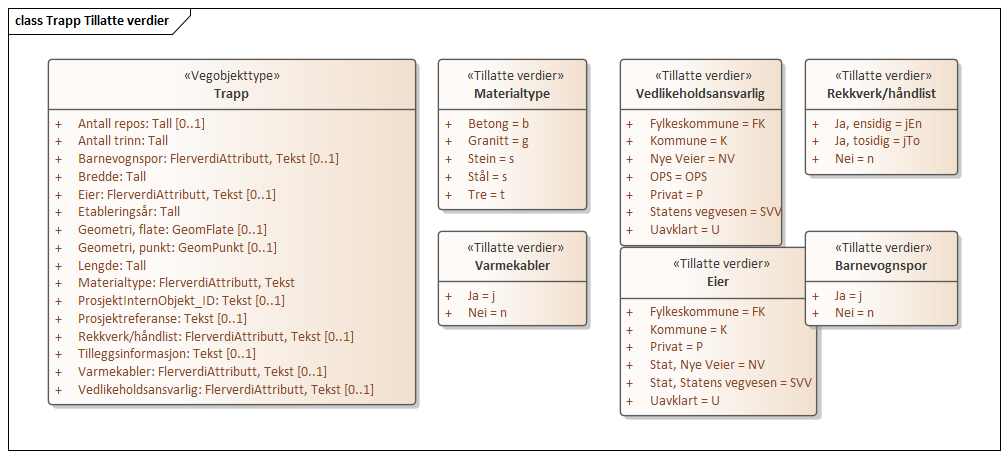 class Trapp Tillatte verdier
«Vegobjekttype»
Trapp
+ Antall repos: Tall [0..1]
+ Antall trinn: Tall
+ Barnevognspor: FlerverdiAttributt, Tekst [0..1]
+ Bredde: Tall
+ Eier: FlerverdiAttributt, Tekst [0..1]
+ Etableringsår: Tall
+ Geometri, flate: GeomFlate [0..1]
+ Geometri, punkt: GeomPunkt [0..1]
+ Lengde: Tall
+ Materialtype: FlerverdiAttributt, Tekst
+ ProsjektInternObjekt_ID: Tekst [0..1]
+ Prosjektreferanse: Tekst [0..1]
+ Rekkverk/håndlist: FlerverdiAttributt, Tekst [0..1]
+ Tilleggsinformasjon: Tekst [0..1]
+ Varmekabler: FlerverdiAttributt, Tekst [0..1]
+ Vedlikeholdsansvarlig: FlerverdiAttributt, Tekst [0..1]
«Tillatte verdier»
Materialtype
+ Betong = b
+ Granitt = g
+ Stein = s
+ Stål = s
+ Tre = t
«Tillatte verdier»
Varmekabler
+ Ja = j
+ Nei = n
«Tillatte verdier»
Vedlikeholdsansvarlig
+ Fylkeskommune = FK
+ Kommune = K
+ Nye Veier = NV
+ OPS = OPS
+ Privat = P
+ Statens vegvesen = SVV
+ Uavklart = U
«Tillatte verdier»
Eier
+ Fylkeskommune = FK
+ Kommune = K
+ Privat = P
+ Stat, Nye Veier = NV
+ Stat, Statens vegvesen = SVV
+ Uavklart = U
«Tillatte verdier»
Rekkverk/håndlist
+ Ja, ensidig = jEn
+ Ja, tosidig = jTo
+ Nei = n
«Tillatte verdier»
Barnevognspor
+ Ja = j
+ Nei = n